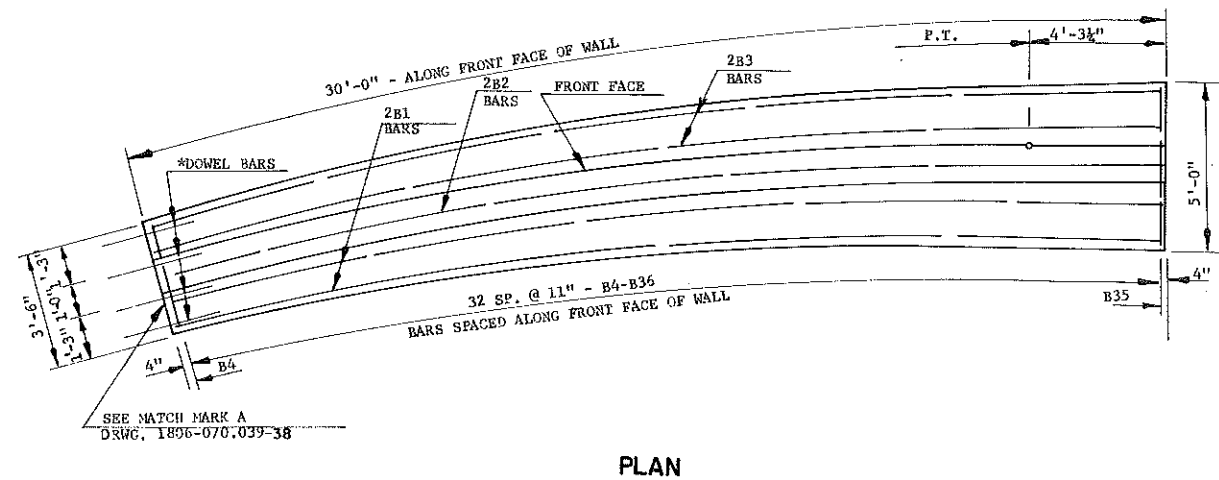 30'-0" - ALONG FRONT FACE OF WALL
P.T.
4'-3¼"
2B3
BARS
2B2
BARS
FRONT FACE
2B1
BARS
*DOWEL BARS
5'-0"
3'-6"
1'-3" 1'-0" 1'-3"
32 SP. @ 11" - B4-B36
BARS SPACED ALONG FRONT FACE OF WALL
4"
B35
4"
B4
SEE MATCH MARK A
DRWG. 1806-070.039-38
PLAN